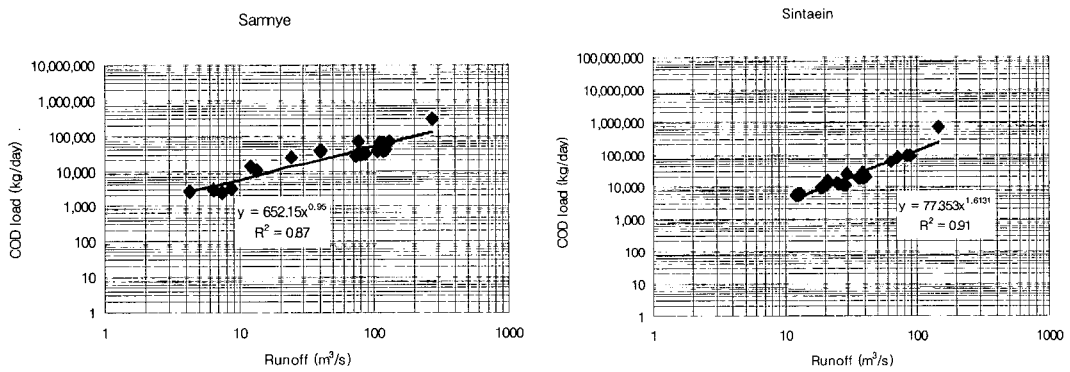 Samnye
10,000,000
1,000,000
100,000
10,000
1,000
100
10
1
COD load (kg/day)
y = 652.15x^0.95
R² = 0.87
1 10 100 1000
Runoff (m³/s)
Sintaein
100,000,000
10,000,000
1,000,000
100,000
10,000
1,000
100
10
1
COD load (kg/day)
y = 77.353x^1.6131
R² = 0.91
1 10 100 1000
Runoff (m³/s)